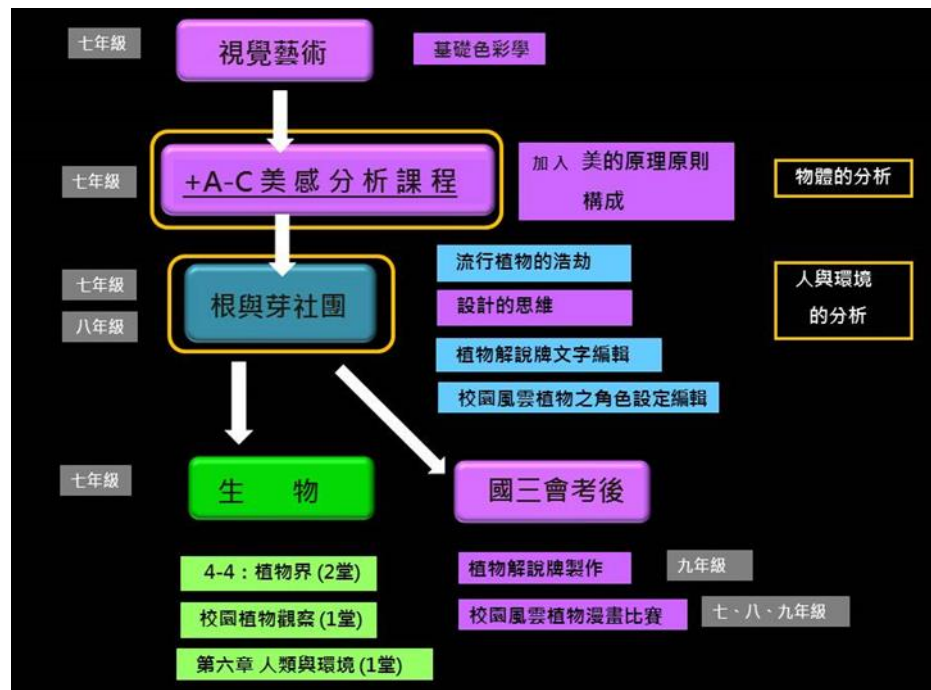 七年級
視覺藝術
基礎色彩學
七年級
+A-C美感分析課程
加入 美的原理原則
構成
物體的分析
七年級
八年級
根與芽社團
流行植物的浩劫
設計的思維
植物解說牌文字編輯
校園風雲植物之角色設定編輯
人與環境
的分析
七年級
生 物
國三會考後
4-4：植物界 (2堂)
校園植物觀察 (1堂)
第六章 人類與環境 (1堂)
植物解說牌製作
九年級
校園風雲植物漫畫比賽
七、八、九年級